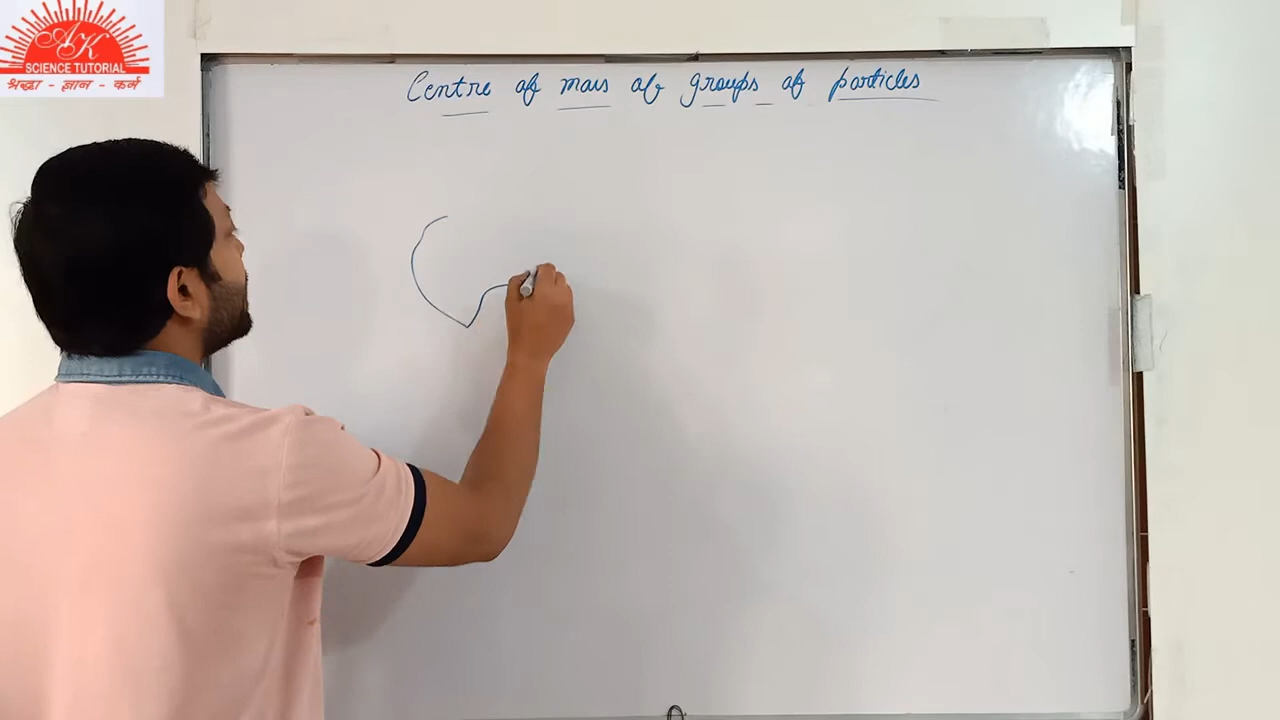 AK
SCIENCE TUTORIAL
श्रद्धा - ज्ञान - कर्म
Centre of mass of groups of particles